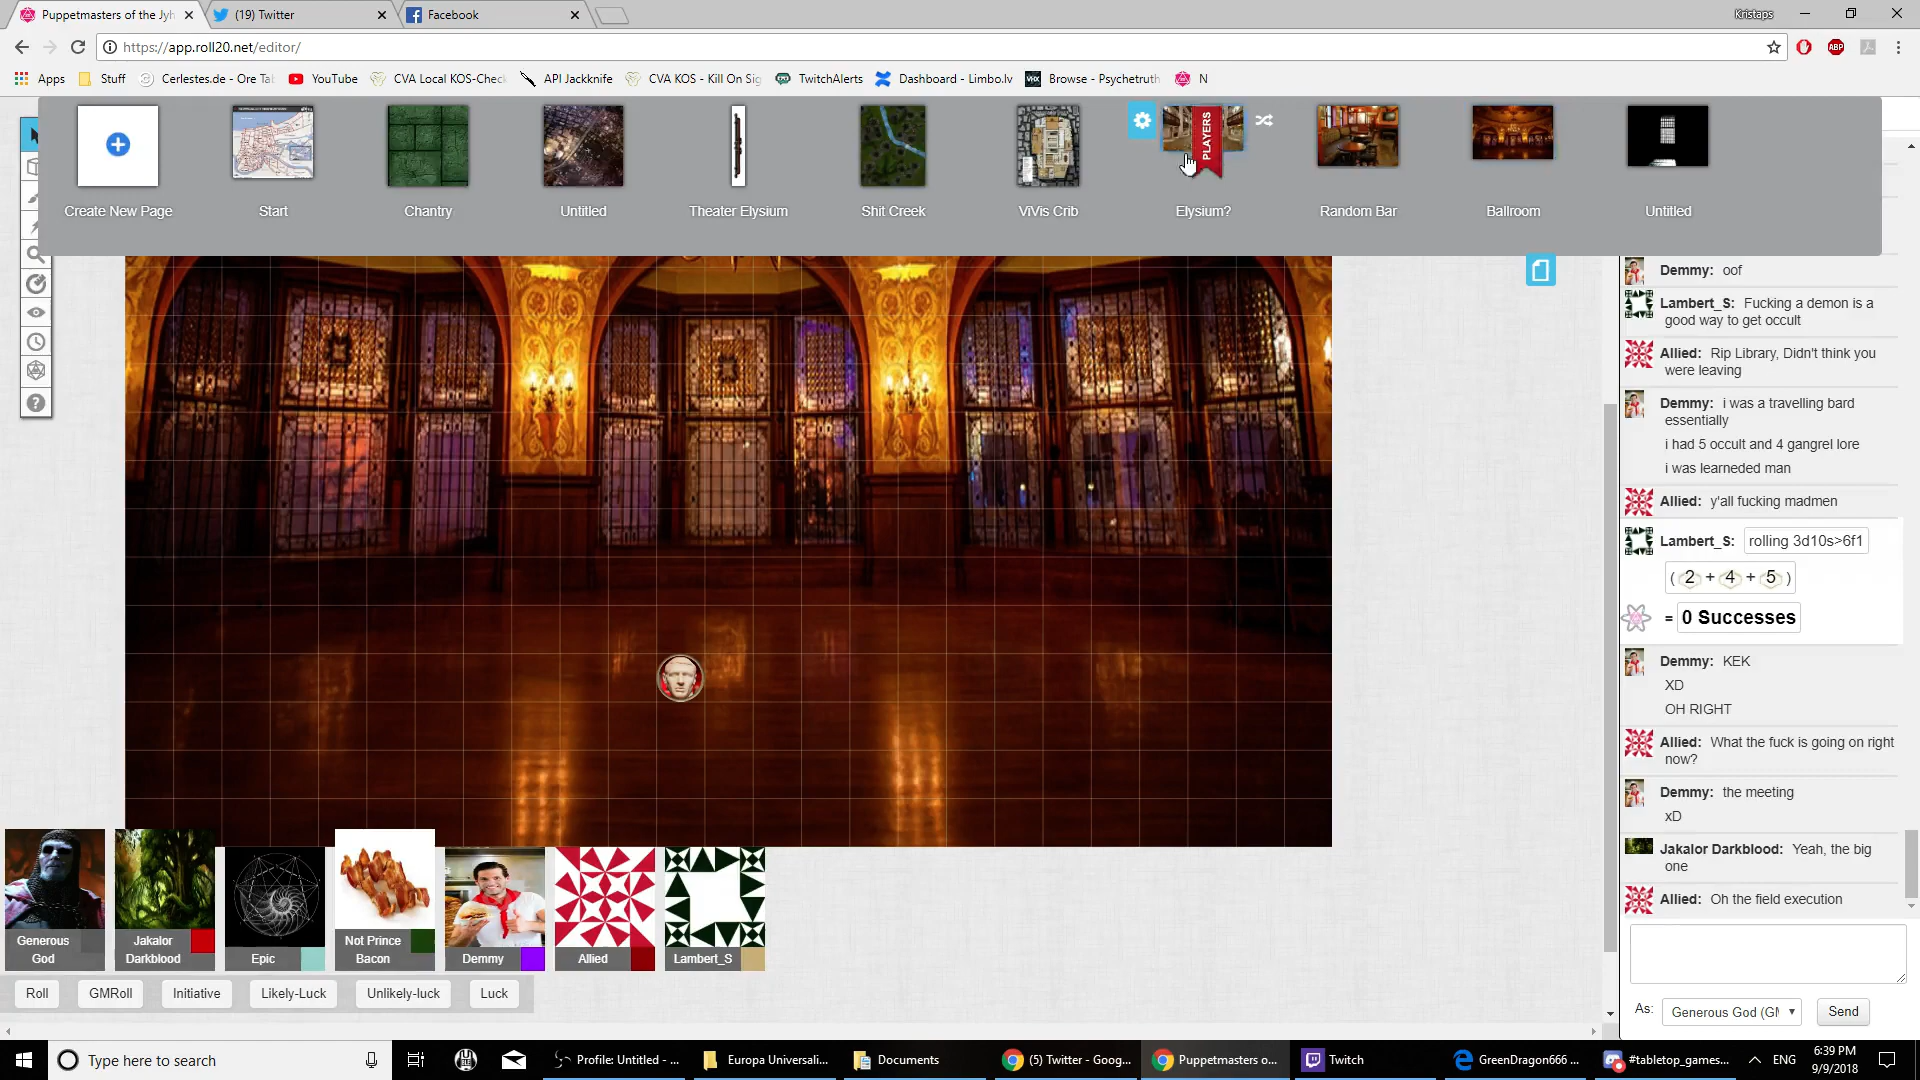 Puppetmasters of the Jyh
(19) Twitter
Facebook
Kristaps
https://app.roll20.net/editor/
Apps
Stuff
Cerlestes.de - Ore Tab
YouTube
CVA Local KOS-Check
API Jackknife
CVA KOS - Kill On Sig
TwitchAlerts
Dashboard - Limbo.lv
Browse - Psychetruth
N
ABP
VHX
PLAYERS
Create New Page
Start
Chantry
Untitled
Theater Elysium
Shit Creek
ViVis Crib
Elysium?
Random Bar
Ballroom
Untitled
Demmy: oof
Lambert_S: Fucking a demon is a
good way to get occult
Allied: Rip Library, Didn't think you
were leaving
Demmy: i was a travelling bard
essentially
i had 5 occult and 4 gangrel lore
i was learneded man
Allied: y'all fucking madmen
Lambert_S: rolling 3d10s>6f1
( 2 + 4 + 5 )
= 0 Successes
Demmy: KEK
XD
OH RIGHT
Allied: What the fuck is going on right
now?
Demmy: the meeting
xD
Jakalor Darkblood: Yeah, the big
one
Allied: Oh the field execution
Generous
God
Jakalor
Darkblood
Epic
Not Prince
Bacon
Demmy
Allied
Lambert_S
Roll
GMRoll
Initiative
Likely-Luck
Unlikely-luck
Luck
As:
Generous God (GM
Send
Type here to search
Profile: Untitled - ...
Europa Universali...
Documents
(5) Twitter - Goog...
Puppetmasters o...
Twitch
GreenDragon666 ...
#tabletop_games...
ENG
6:39 PM
9/9/2018